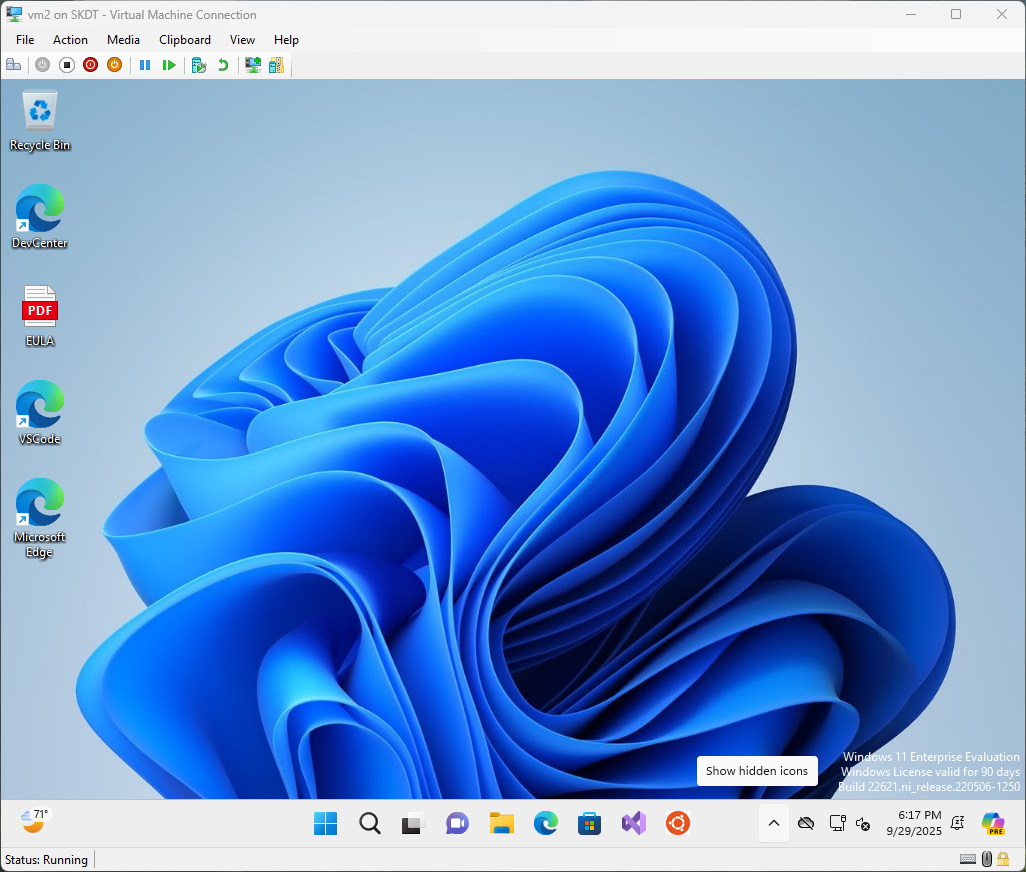 vm2 on SKDT - Virtual Machine Connection
File Action Media Clipboard View Help
Recycle Bin
DevCenter
PDF
EULA
VSCode
Microsoft
Edge
Show hidden icons
Windows 11 Enterprise Evaluation
Windows License valid for 90 days
Build 22621.ni_release.220506-1250
71°
6:17 PM
9/29/2025
PRE
Status: Running